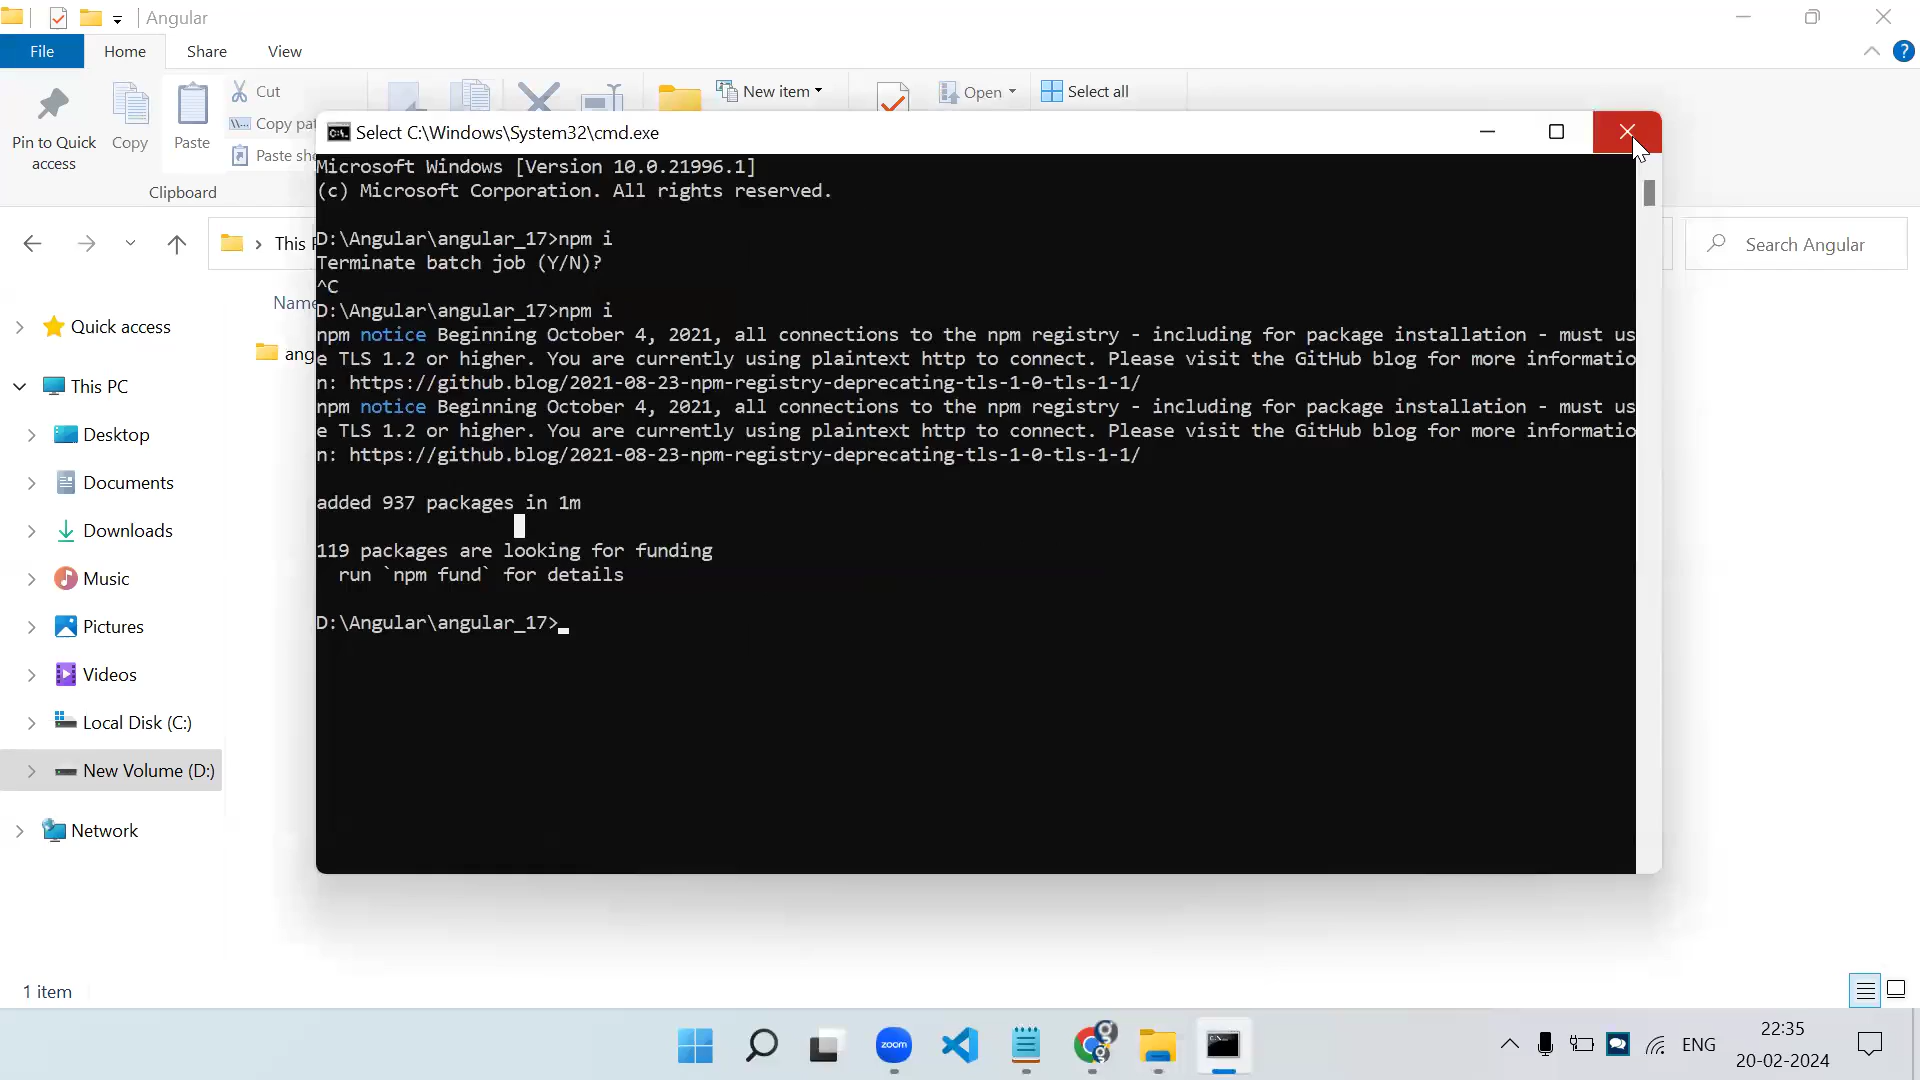 Angular
File
Home
Share
View
Pin to Quick access
Copy
Paste
Cut
Copy pat
Paste sh
Clipboard
New item
Open
Select all
This P
Search Angular
Name
ang
Quick access
This PC
Desktop
Documents
Downloads
Music
Pictures
Videos
Local Disk (C:)
New Volume (D:)
Network
1 item
Select C:\Windows\System32\cmd.exe
Microsoft Windows [Version 10.0.21996.1]
(c) Microsoft Corporation. All rights reserved.
D:\Angular\angular_17>npm i
Terminate batch job (Y/N)?
^C
D:\Angular\angular_17>npm i
npm notice Beginning October 4, 2021, all connections to the npm registry - including for package installation - must us
e TLS 1.2 or higher. You are currently using plaintext http to connect. Please visit the GitHub blog for more informatio
n: https://github.blog/2021-08-23-npm-registry-deprecating-tls-1-0-tls-1-1/
npm notice Beginning October 4, 2021, all connections to the npm registry - including for package installation - must us
e TLS 1.2 or higher. You are currently using plaintext http to connect. Please visit the GitHub blog for more informatio
n: https://github.blog/2021-08-23-npm-registry-deprecating-tls-1-0-tls-1-1/
added 937 packages in 1m
119 packages are looking for funding
run `npm fund` for details
D:\Angular\angular_17>
zoom
ENG
22:35
20-02-2024